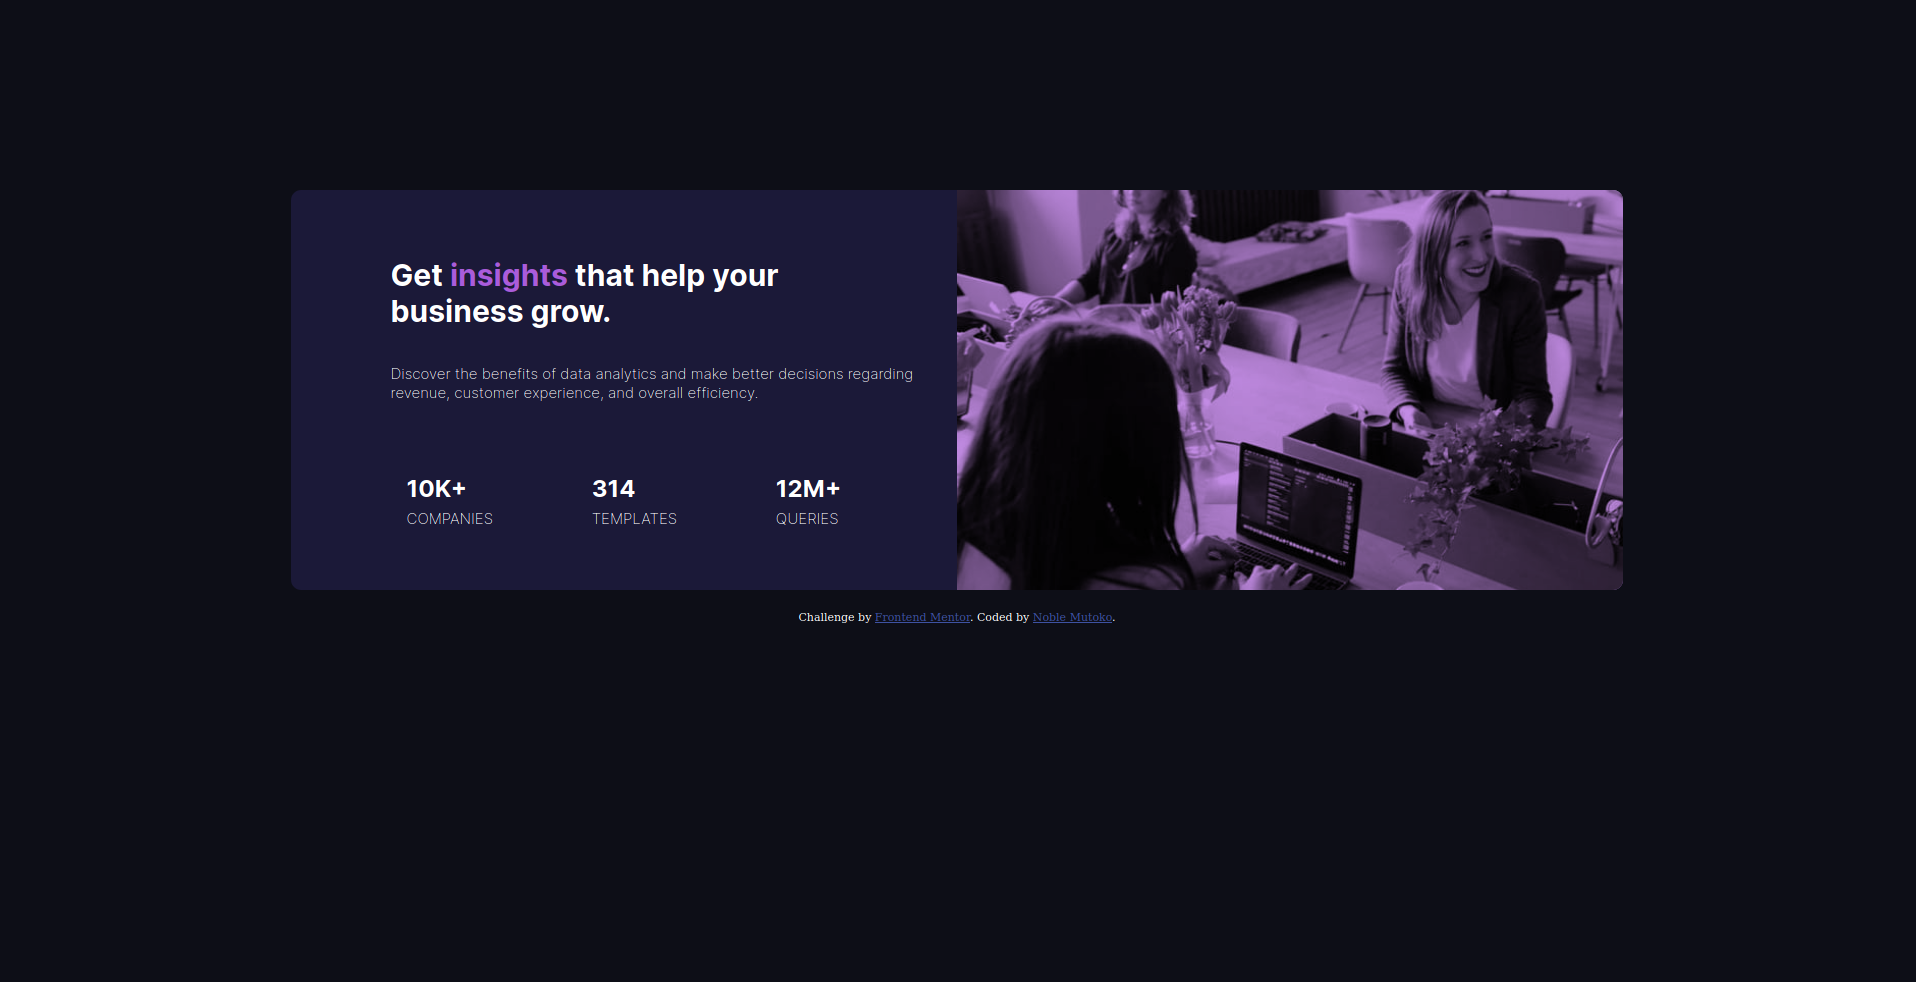 Get insights that help your
business grow.
Discover the benefits of data analytics and make better decisions regarding
revenue, customer experience, and overall efficiency.
10K+
COMPANIES
314
TEMPLATES
12M+
QUERIES
Challenge by Frontend Mentor. Coded by Noble Mutoko.